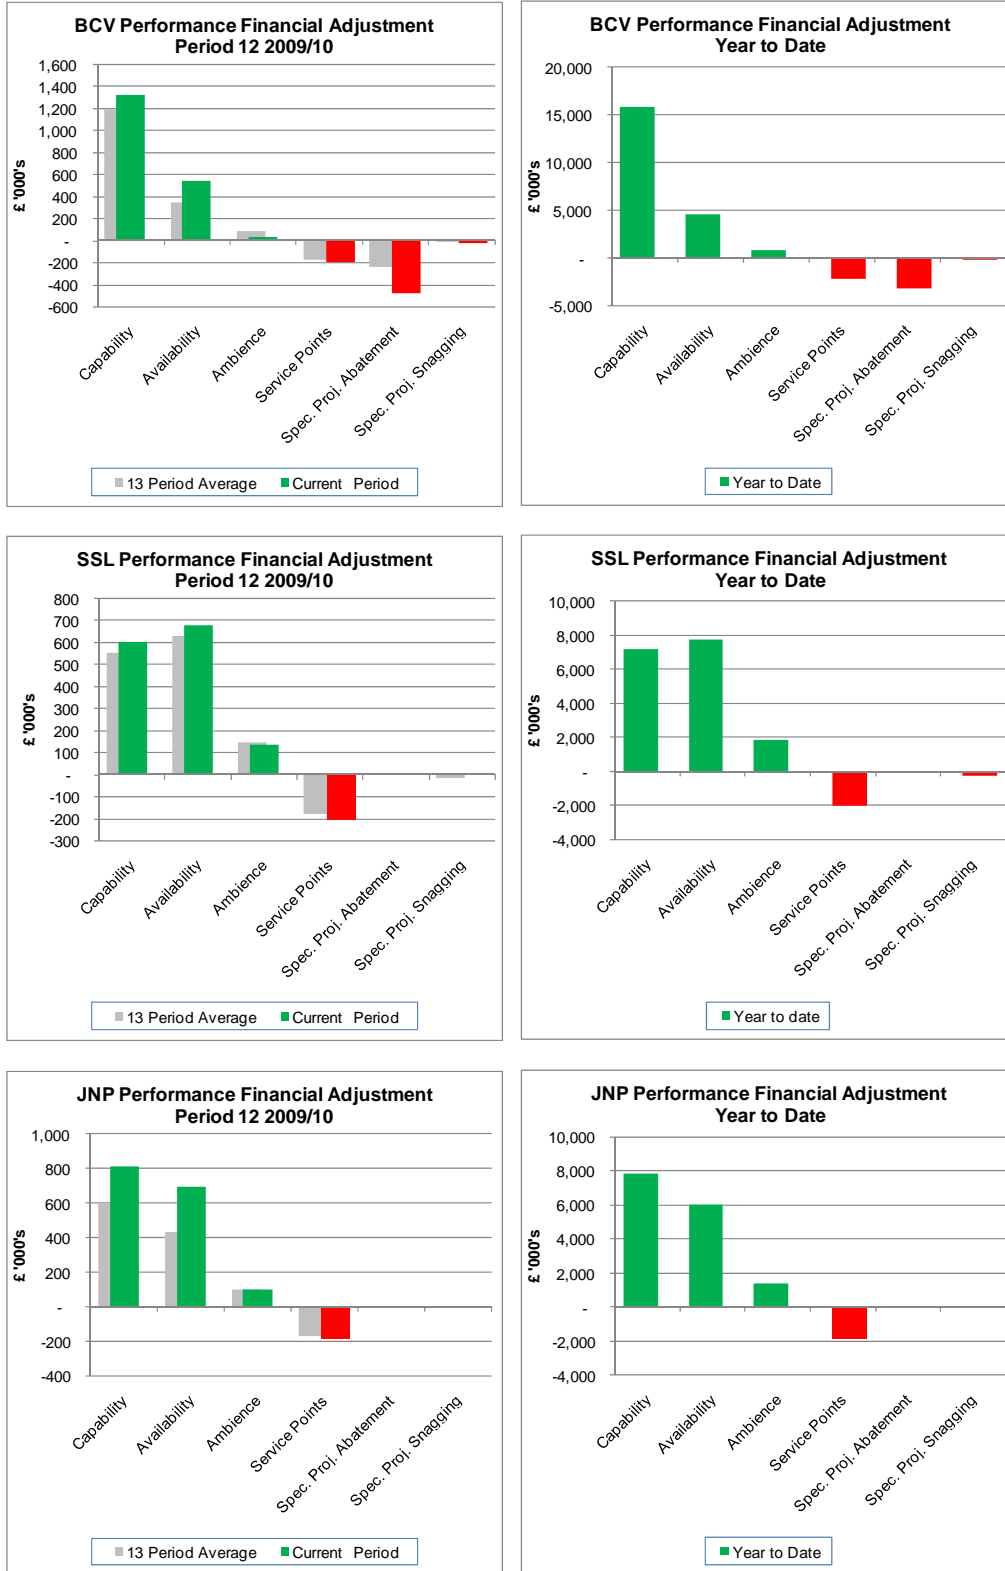 BCV Performance Financial Adjustment
Period 12 2009/10
£ '000's
1,600
1,400
1,200
1,000
800
600
400
200
-
-200
-400
-600
Capability
Availability
Ambience
Service Points
Spec. Proj. Abatement
Spec. Proj. Snagging
13 Period Average
Current Period
BCV Performance Financial Adjustment
Year to Date
£ '000's
20,000
15,000
10,000
5,000
-
-5,000
Capability
Availability
Ambience
Service Points
Spec. Proj. Abatement
Spec. Proj. Snagging
Year to Date
SSL Performance Financial Adjustment
Period 12 2009/10
£ '000's
800
700
600
500
400
300
200
100
-
-100
-200
-300
Capability
Availability
Ambience
Service Points
Spec. Proj. Abatement
Spec. Proj. Snagging
13 Period Average
Current Period
SSL Performance Financial Adjustment
Year to Date
£ '000's
10,000
8,000
6,000
4,000
2,000
-
-2,000
-4,000
Capability
Availability
Ambience
Service Points
Spec. Proj. Abatement
Spec. Proj. Snagging
Year to date
JNP Performance Financial Adjustment
Period 12 2009/10
£ '000's
1,000
800
600
400
200
-
-200
-400
Capability
Availability
Ambience
Service Points
Spec. Proj. Abatement
Spec. Proj. Snagging
13 Period Average
Current Period
JNP Performance Financial Adjustment
Year to Date
£ '000's
10,000
8,000
6,000
4,000
2,000
-
-2,000
-4,000
Capability
Availability
Ambience
Service Points
Spec. Proj. Abatement
Spec. Proj. Snagging
Year to Date